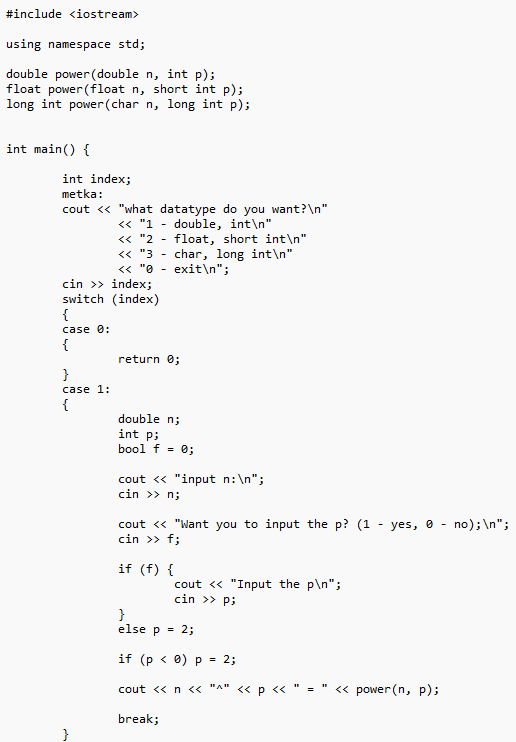 #include <iostream>
using namespace std;
double power(double n, int p);
float power(float n, short int p);
long int power(char n, long int p);
int main() {
int index;
metka:
cout << "what datatype do you want?\n"
<< "1 - double, int\n"
<< "2 - float, short int\n"
<< "3 - char, long int\n"
<< "0 - exit\n";
cin >> index;
switch (index)
{
case 0:
{
return 0;
}
case 1:
{
double n;
int p;
bool f = 0;
cout << "input n:\n";
cin >> n;
cout << "Want you to input the p? (1 - yes, 0 - no);\n";
cin >> f;
if (f) {
cout << "Input the p\n";
cin >> p;
}
else p = 2;
if (p < 0) p = 2;
cout << n << "^" << p << " = " << power(n, p);
break;
}